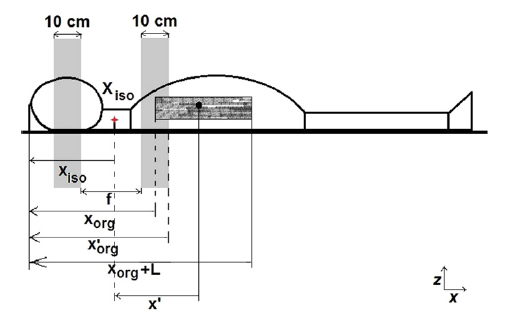 10 cm 10 cm
X_iso
x_iso
f
x_org
x'_org
x_org+L
x'
z
x